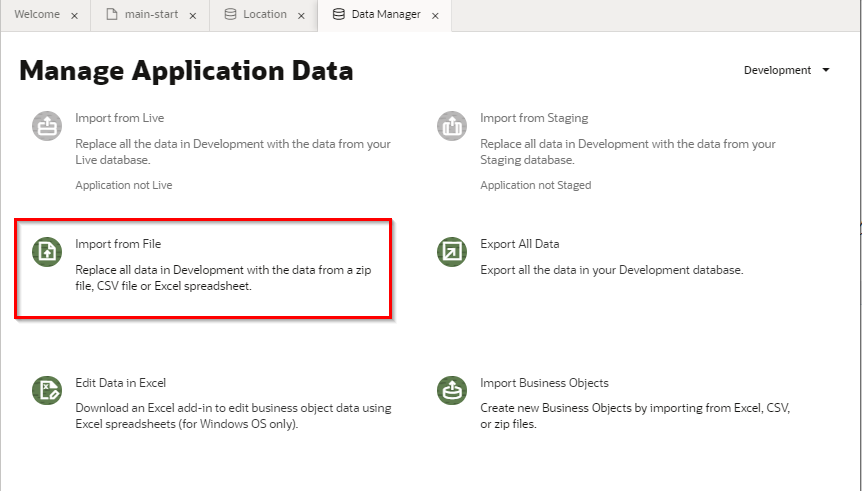 Welcome
main-start
Location
Data Manager
Manage Application Data
Development
Import from Live
Replace all the data in Development with the data from your
Live database.
Application not Live
Import from Staging
Replace all data in Development with the data from your
Staging database.
Application not Staged
Import from File
Replace all data in Development with the data from a zip
file, CSV file or Excel spreadsheet.
Export All Data
Export all the data in your Development database.
Edit Data in Excel
Download an Excel add-in to edit business object data using
Excel spreadsheets (for Windows OS only).
Import Business Objects
Create new Business Objects by importing from Excel, CSV,
or zip files.